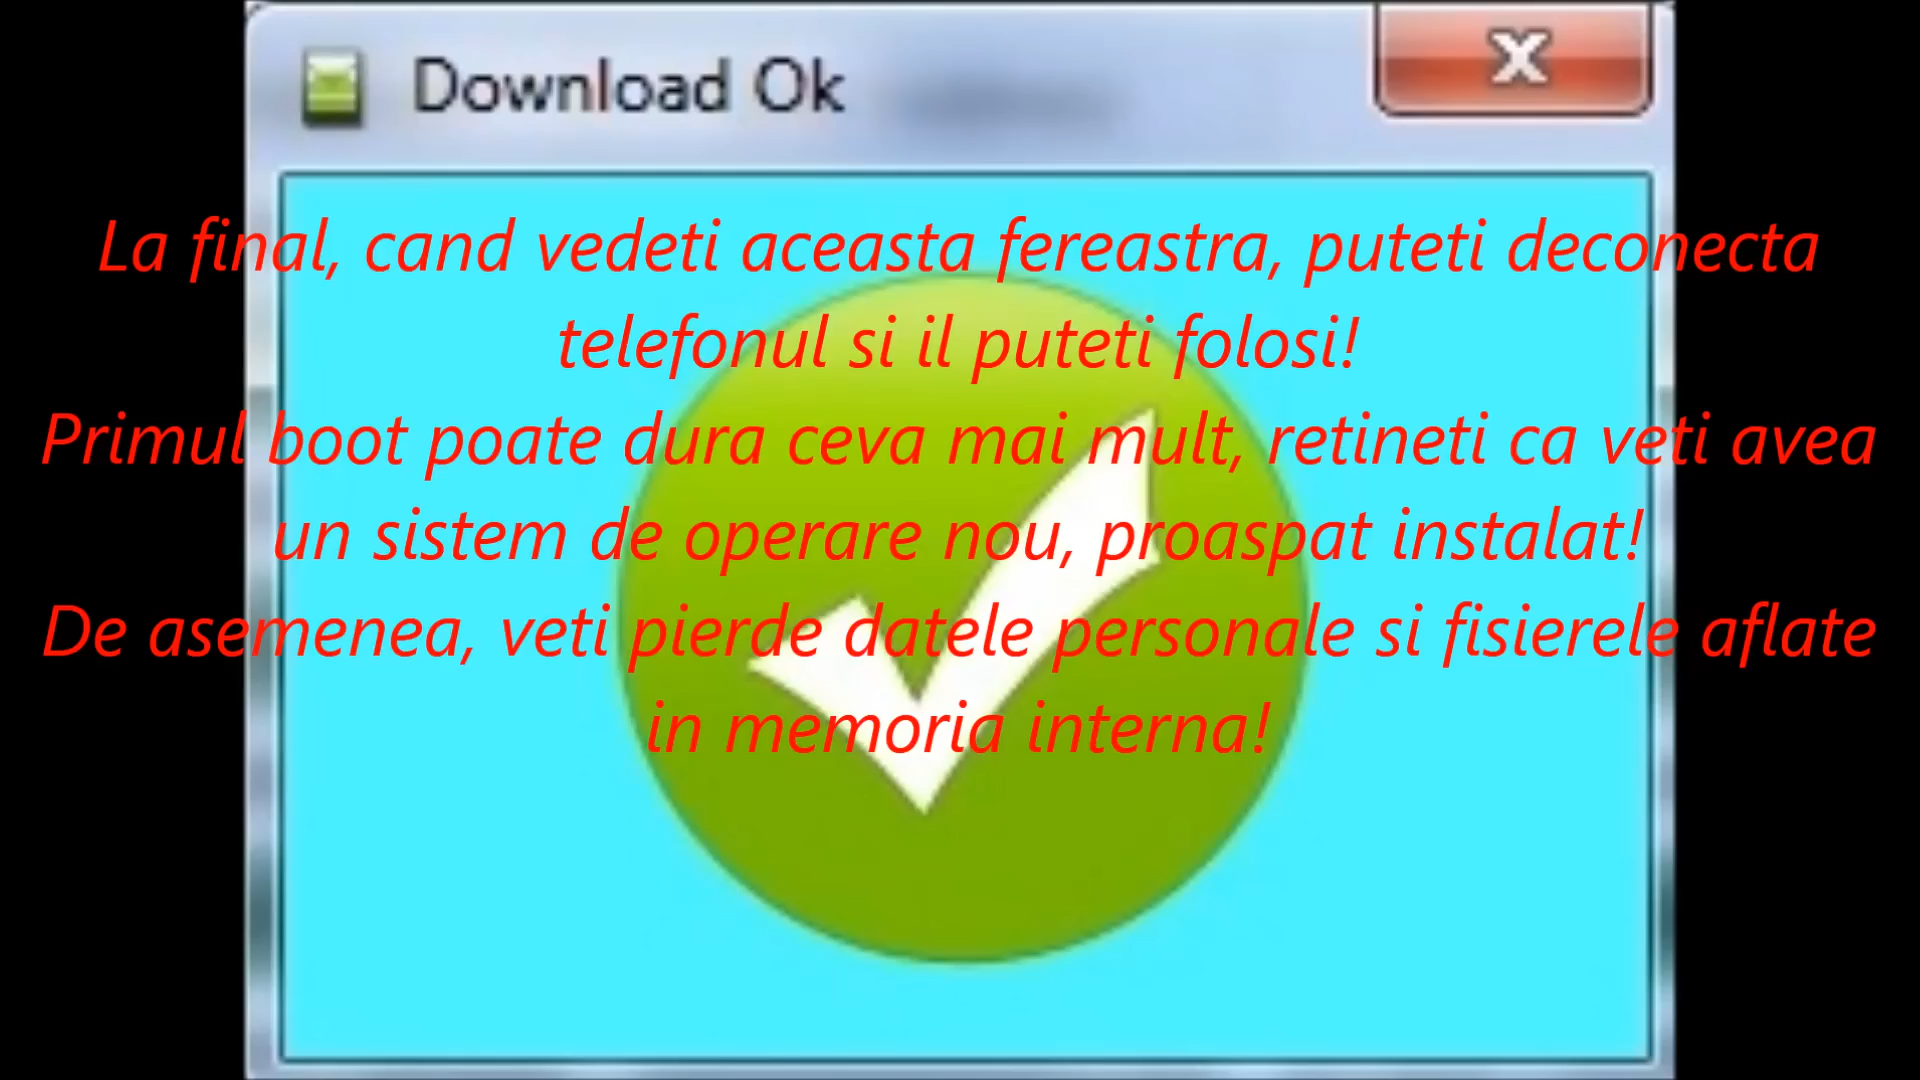 Download Ok
La final, cand vedeti aceasta fereastra, puteti deconecta
telefonul si il puteti folosi!
Primul boot poate dura ceva mai mult, retineti ca veti avea
un sistem de operare nou, proaspat instalat!
De asemenea, veti pierde datele personale si fisierele aflate
in memoria interna!